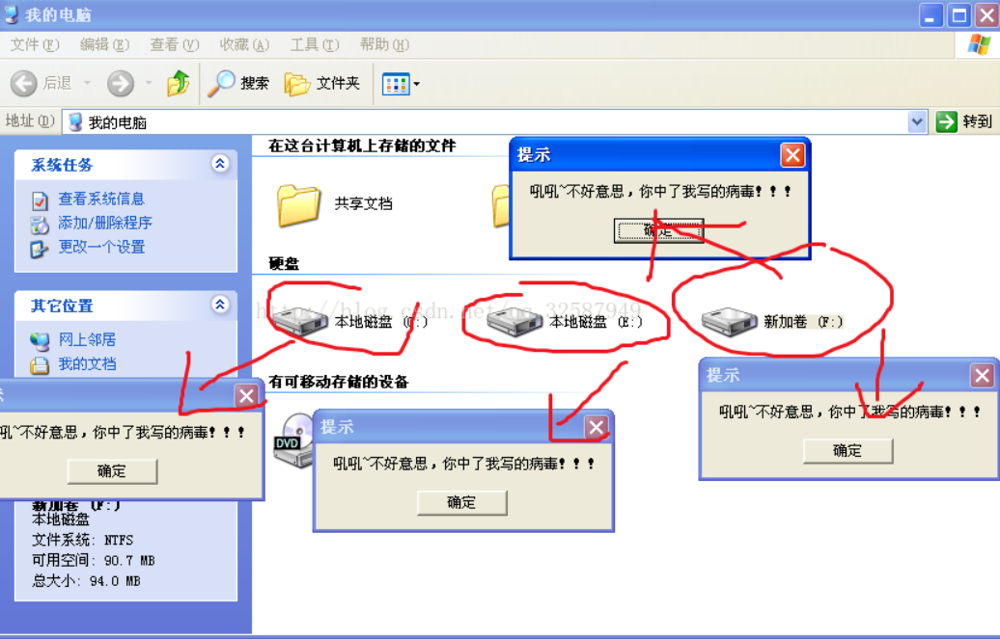 我的电脑
文件(F) 编辑(E) 查看(V) 收藏(A) 工具(T) 帮助(H)
后退 搜索 文件夹
地址(D) 我的电脑 转到
系统任务
查看系统信息
添加/删除程序
更改一个设置
其它位置
网上邻居
我的文档
在这台计算机上存储的文件
共享文档
提示
吼吼~不好意思，你中了我写的病毒！！！
确定
硬盘
本地磁盘 (C:) 本地磁盘 (E:) 新加卷 (F:)
http://blog.csdn.net/qq_32587949
有可移动存储的设备
DVD
示
吼~不好意思，你中了我写的病毒！！！
确定
提示
吼吼~不好意思，你中了我写的病毒！！！
确定
提示
吼吼~不好意思，你中了我写的病毒！！！
确定
新加卷 (F:)
本地磁盘
文件系统: NTFS
可用空间: 90.7 MB
总大小: 94.0 MB